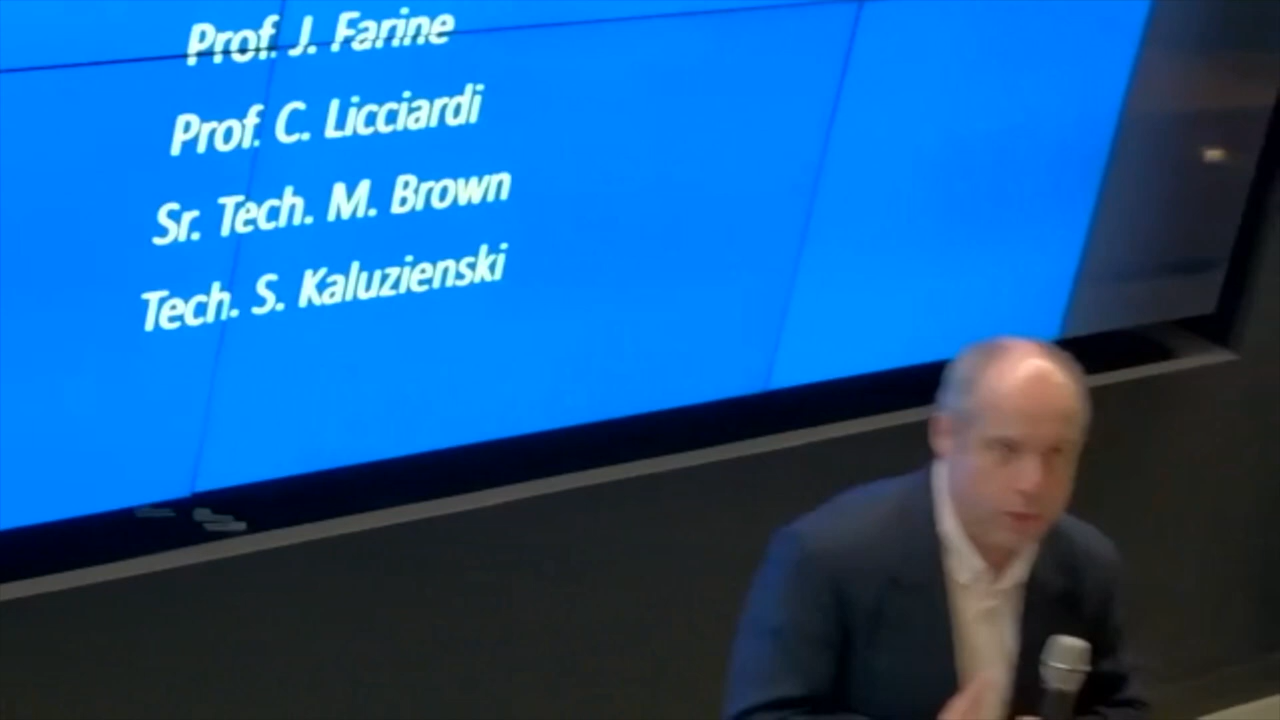 Prof. J. Farine
Prof. C. Licciardi
Sr. Tech. M. Brown
Tech. S. Kaluzienski